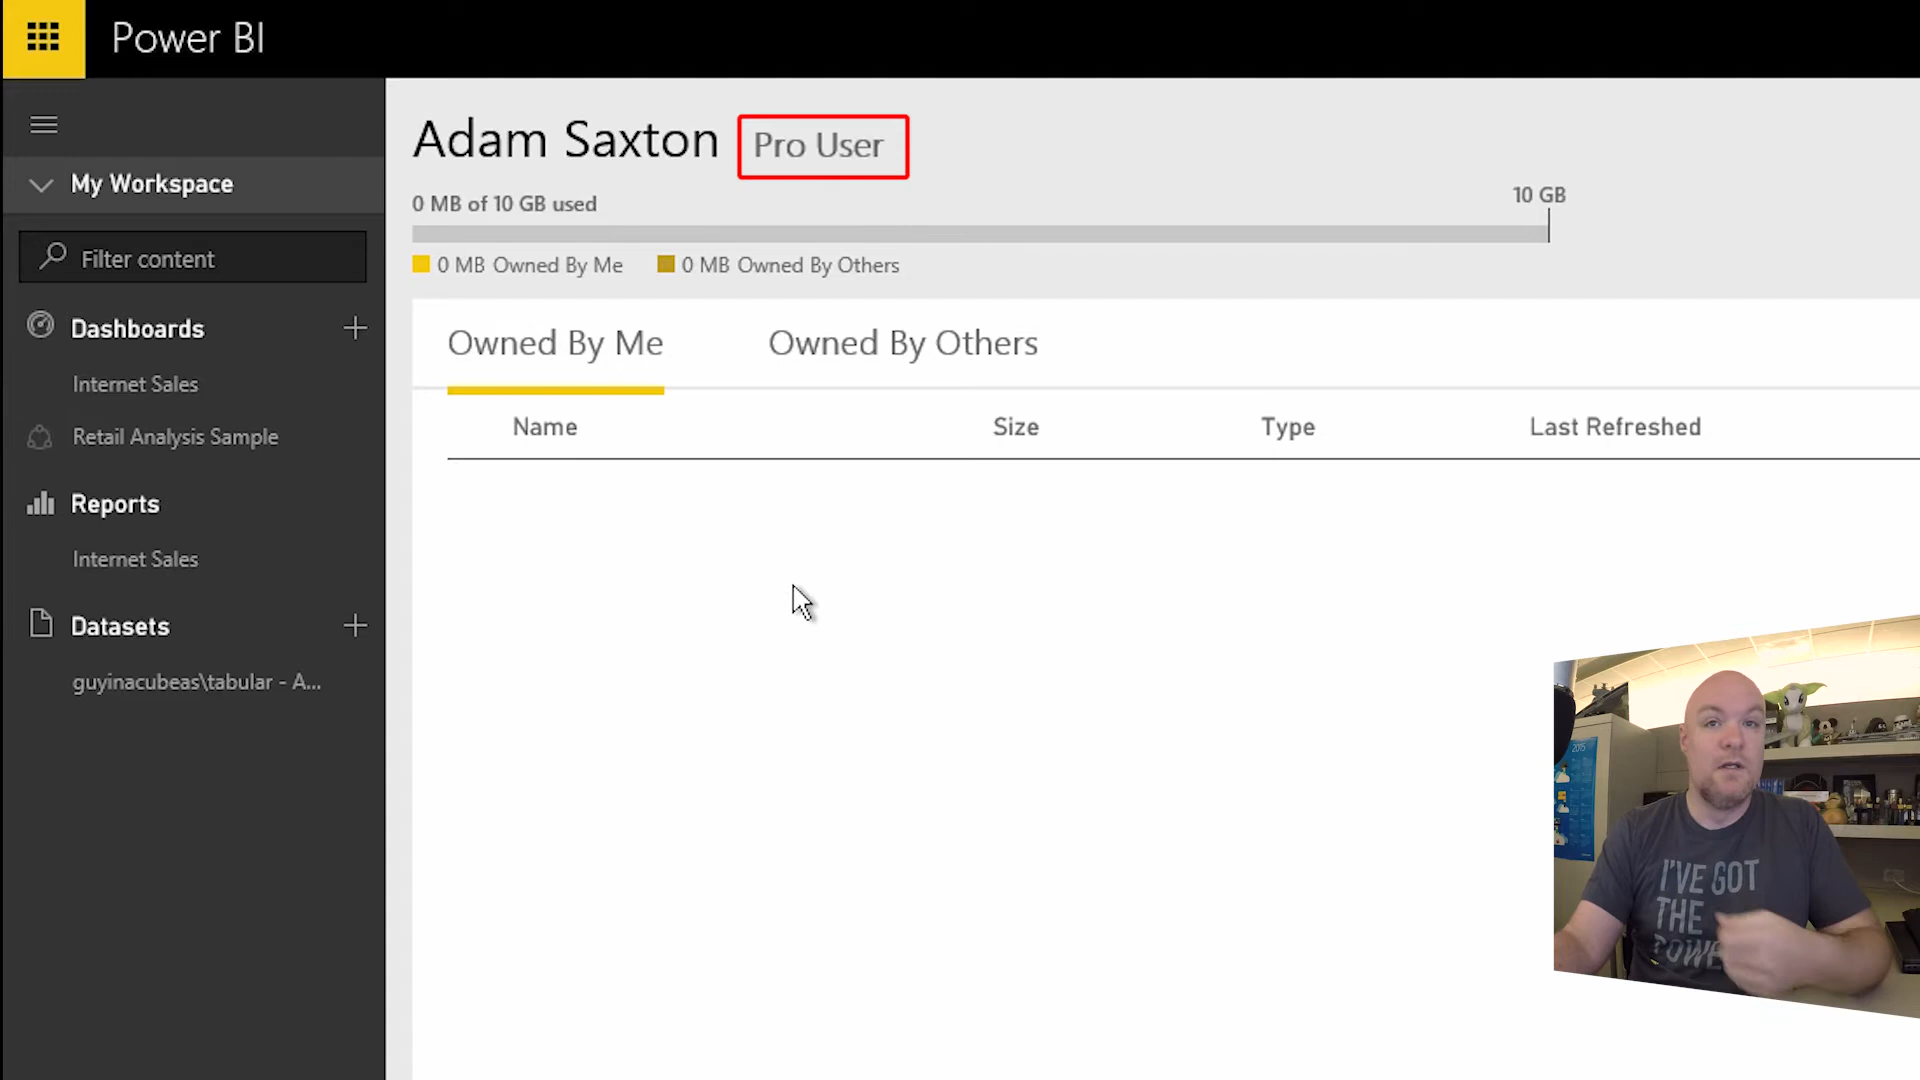 Power BI
Adam Saxton Pro User
My Workspace
0 MB of 10 GB used
10 GB
Filter content
0 MB Owned By Me
0 MB Owned By Others
Dashboards
Owned By Me
Owned By Others
Internet Sales
Retail Analysis Sample
Name
Size
Type
Last Refreshed
Reports
Internet Sales
Datasets
guyinacubeas\tabular - A...
2015
I'VE GOT
THE
POWE